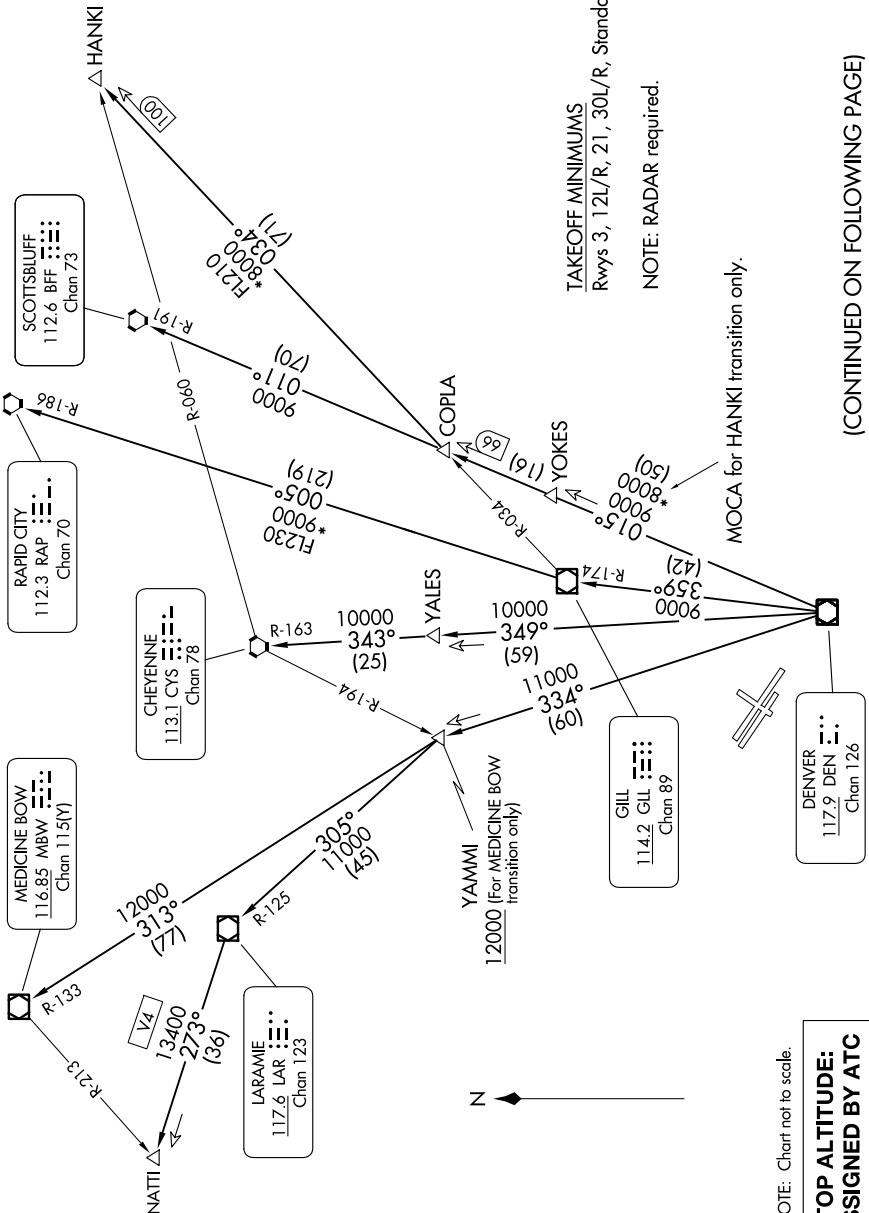 HANKI
100
SCOTTSBLUFF
112.6 BFF
Chan 73
FL210
*8000
034°
(71)
R-191
9000
011°
(70)
R-060
R-186
RAPID CITY
112.3 RAP
Chan 70
FL230
*9000
005°
(219)
COPLA
66
(16)
YOKES
015°
9000
*8000
(50)
MOCA for HANKI transition only.
TAKEOFF MINIMUMS
Rwys 3, 12L/R, 21, 30L/R,
NOTE: RADAR required.
(CONTINUED ON FOLLOWING PAGE)
CHEYENNE
113.1 CYS
Chan 78
R-163
10000
343°
(25)
YALES
10000
349°
(59)
R-034
R-174
9000
359°
(42)
R-194
11000
334°
(60)
MEDICINE BOW
116.85 MBW
Chan 115(Y)
12000
313°
(77)
R-133
305°
11000
(45)
R-125
YAMMI
12000 (For MEDICINE BOW
transition only)
GILL
114.2 GLL
Chan 89
DENVER
117.9 DEN
Chan 126
R-213
V4
13400
273°
(36)
NATTI
LARAMIE
117.6 LAR
Chan 123
N
Chart not to scale.
TOP ALTITUDE:
ASSIGNED BY ATC